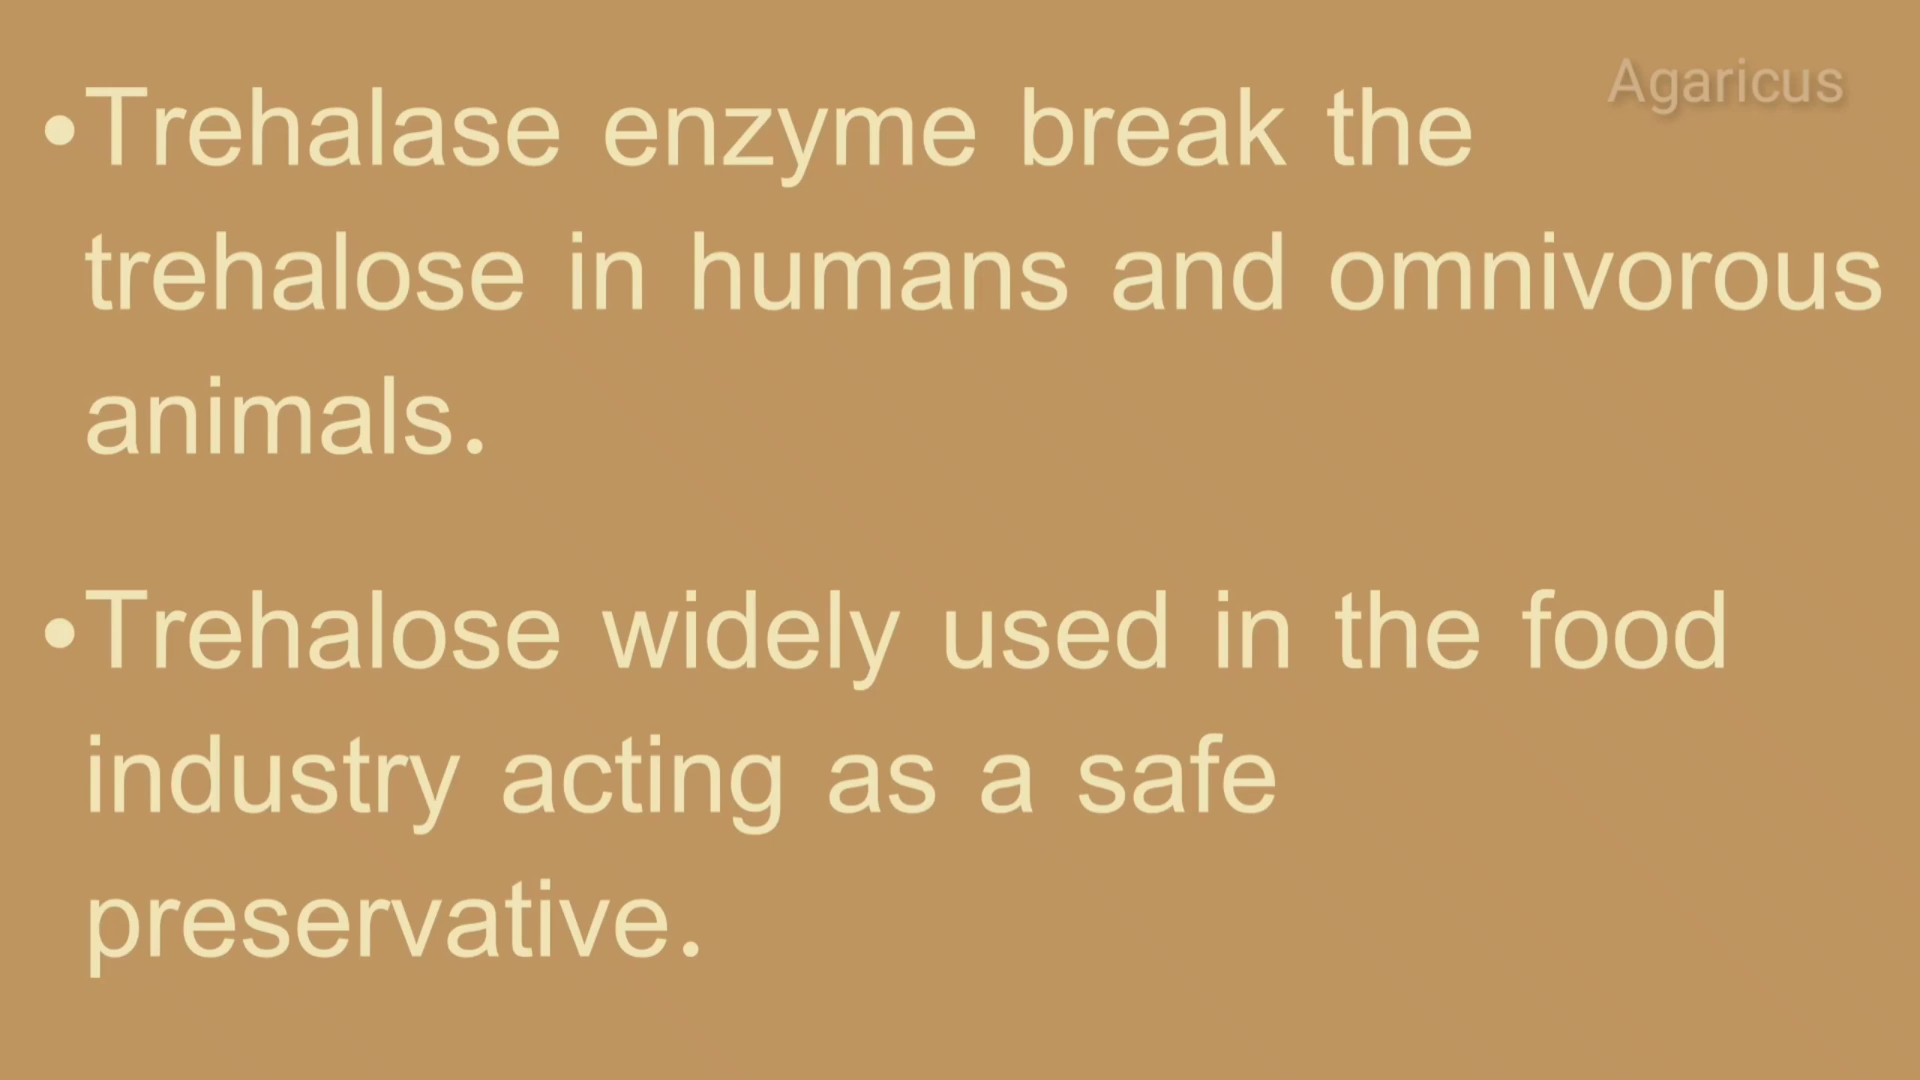 Agaricus
•Trehalase enzyme break the
trehalose in humans and omnivorous
animals.
•Trehalose widely used in the food
industry acting as a safe
preservative.